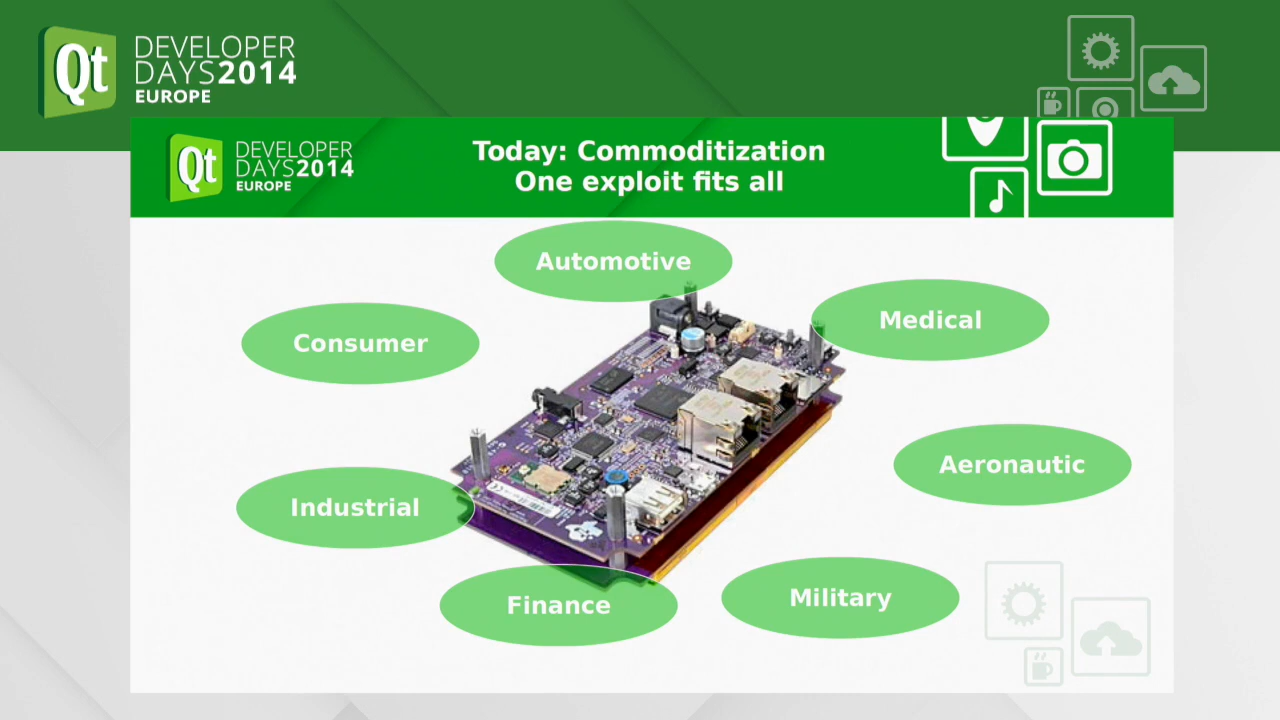 Qt DEVELOPER
DAYS2014
EUROPE
Qt DEVELOPER
DAYS2014
EUROPE
Today: Commoditization
One exploit fits all
Automotive
Medical
Consumer
Aeronautic
Industrial
Military
Finance